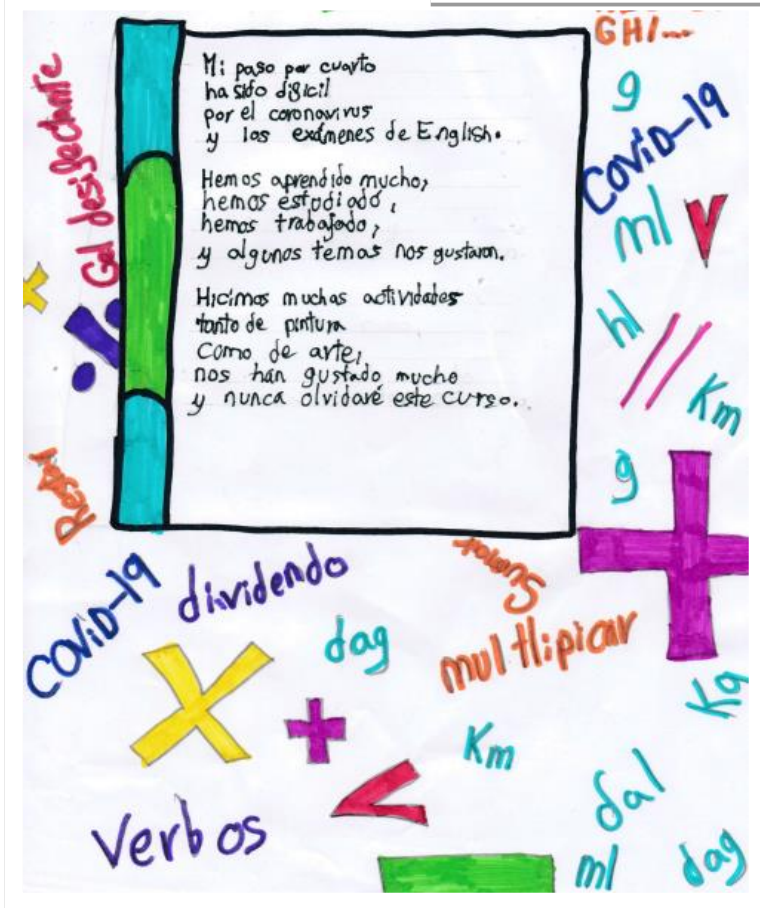 GHI...
g
Gel desifectante
Covid-19
Mi paso por cuarto
ha sido dificil
por el coronavirus
y los exámenes de English.
Hemos aprendido mucho,
hemos estudiado,
hemos trabajado,
y algunos temas nos gustaron.
Hicimos muchas actividades
tanto de pintura
como de arte,
nos han gustado mucho
y nunca olvidaré este curso.
ml
hl
Km
g
Restar
Covid-19
dividendo
Sumar
dag
multlipicar
Kg
Km
dal
Verbos
ml
dag